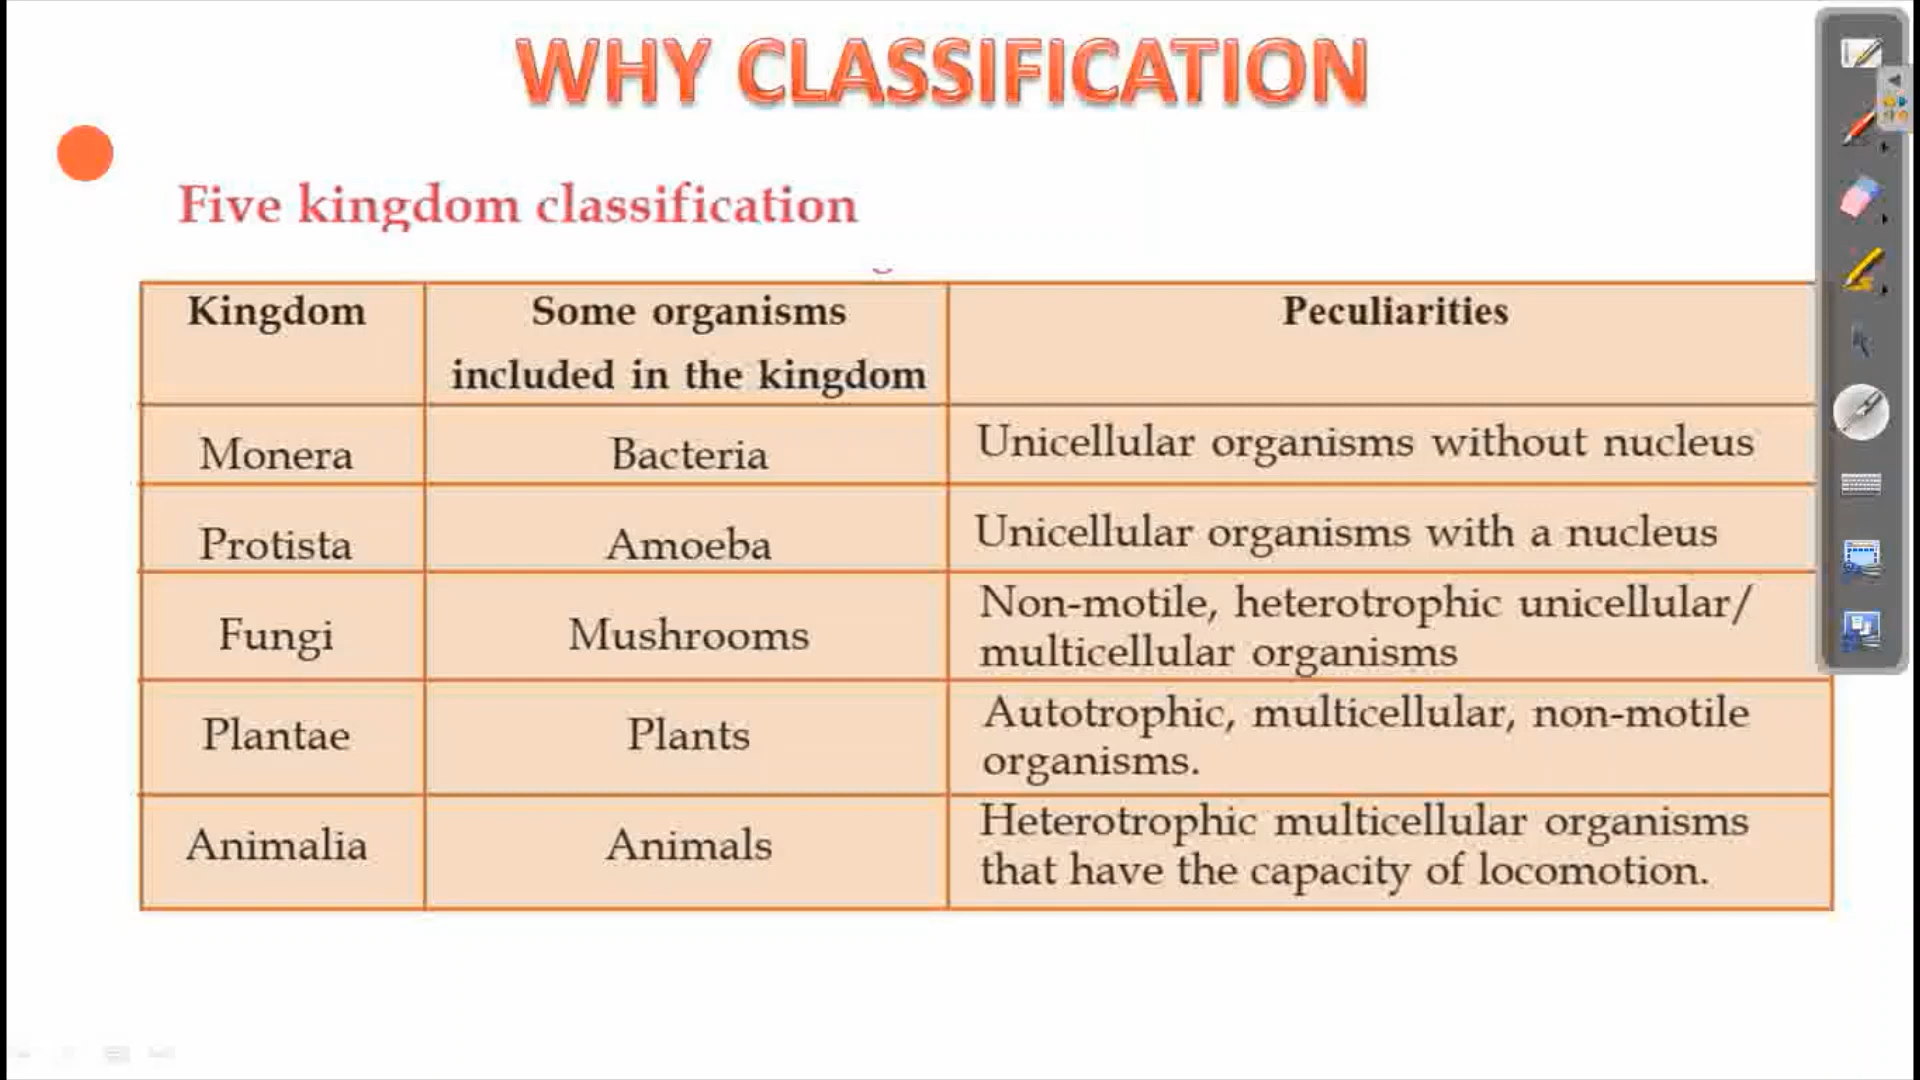 WHY CLASSIFICATION
Five kingdom classification
Kingdom
Some organisms
included in the kingdom
Peculiarities
Monera
Bacteria
Unicellular organisms without nucleus
Protista
Amoeba
Unicellular organisms with a nucleus
Fungi
Mushrooms
Non-motile, heterotrophic unicellular/
multicellular organisms
Plantae
Plants
Autotrophic, multicellular, non-motile
organisms.
Animalia
Animals
Heterotrophic multicellular organisms
that have the capacity of locomotion.